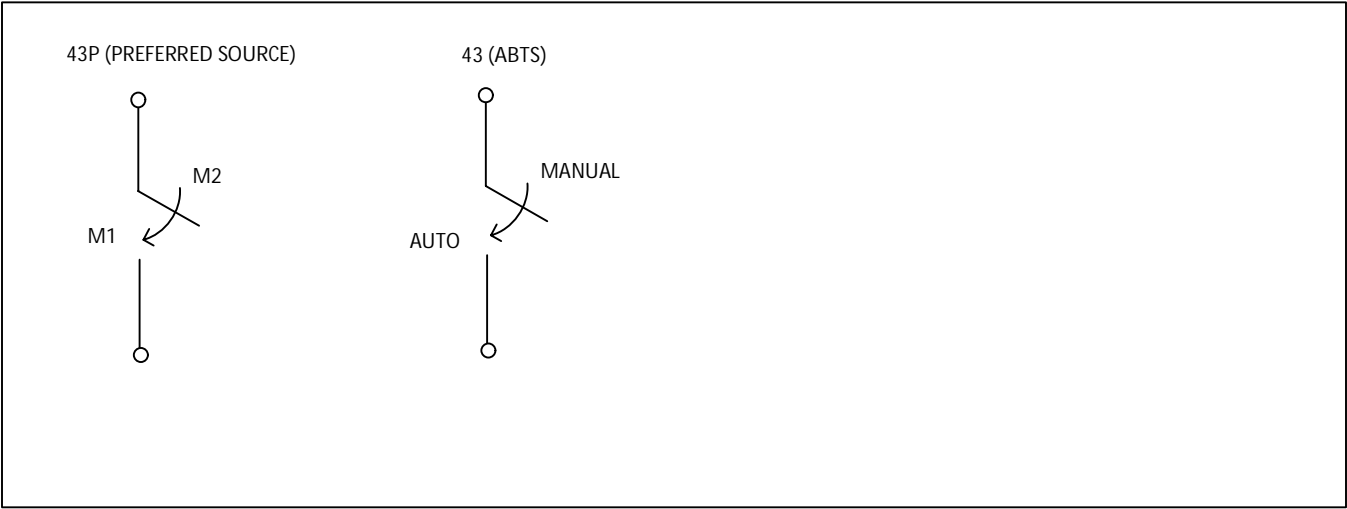 43P (PREFERRED SOURCE)
43 (ABTS)
M2
MANUAL
M1
AUTO